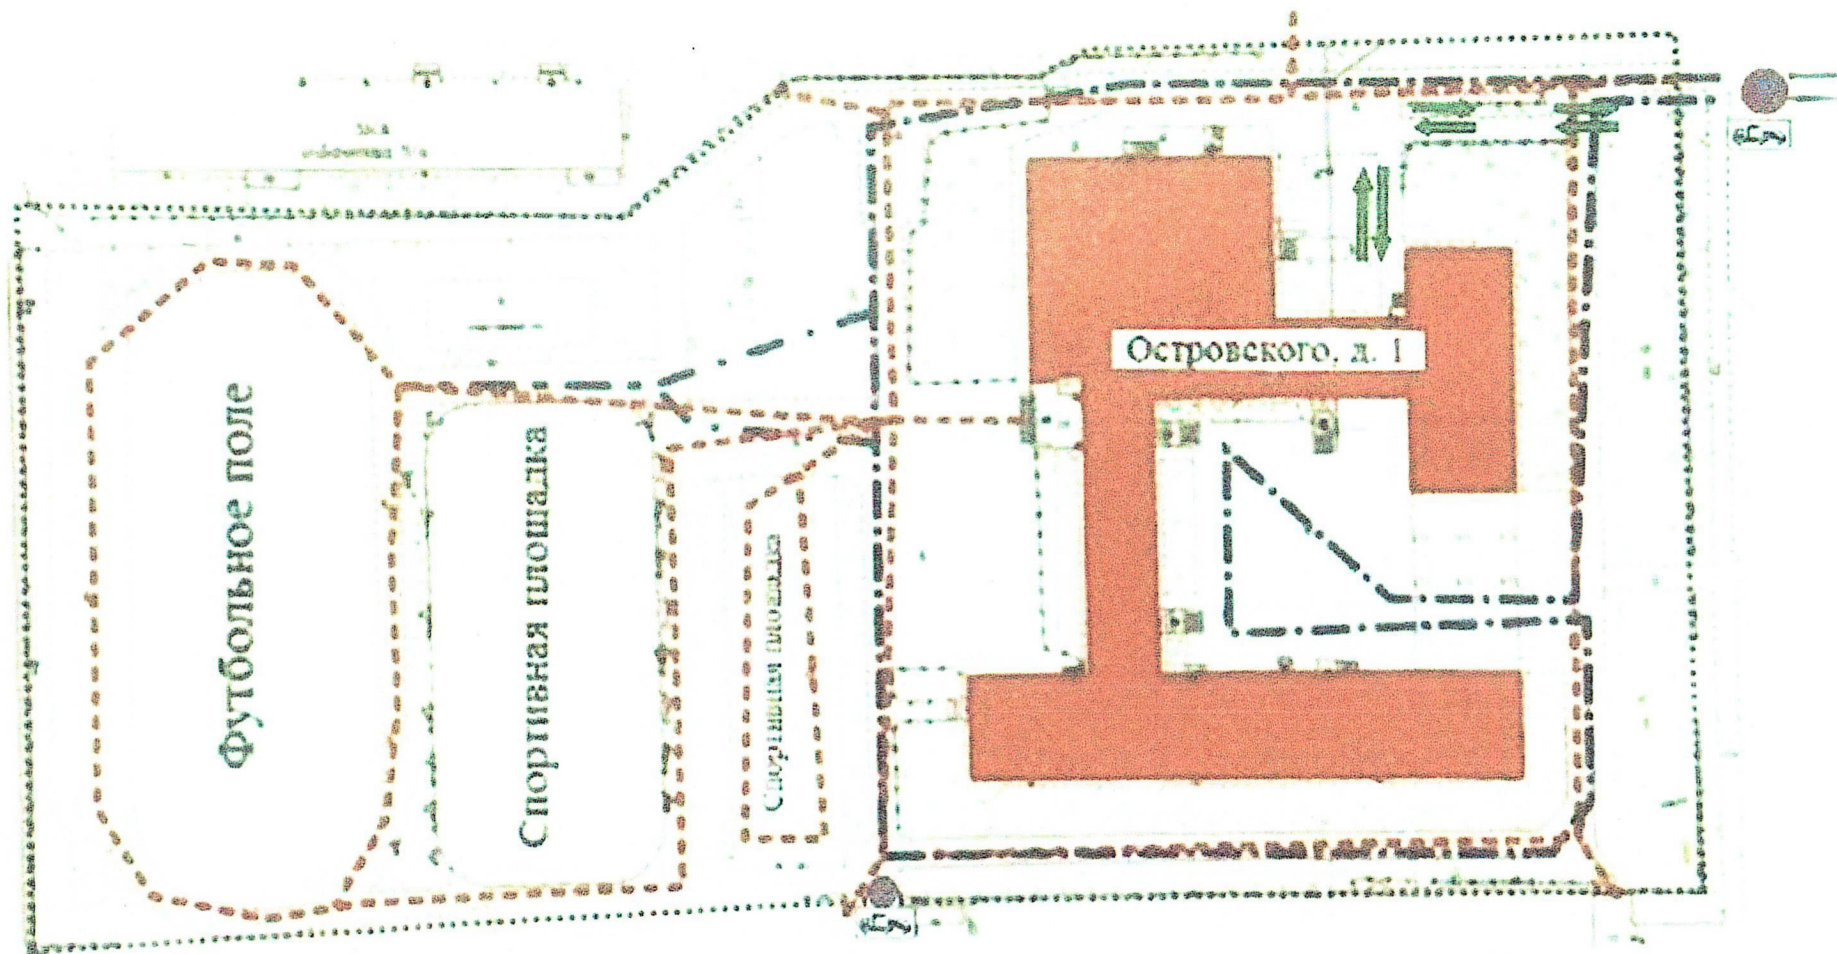 Островского, д. 1
Футбольное поле
Спортивная площадка
Спортивная площадка